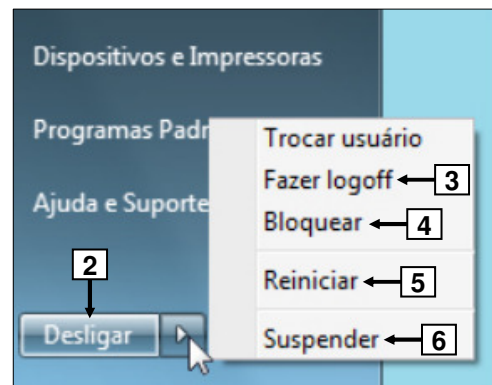 Dispositivos e Impressoras
Programas Padr
Ajuda e Suporte
2
Desligar
Trocar usuário
Fazer logoff 3
Bloquear 4
Reiniciar 5
Suspender 6